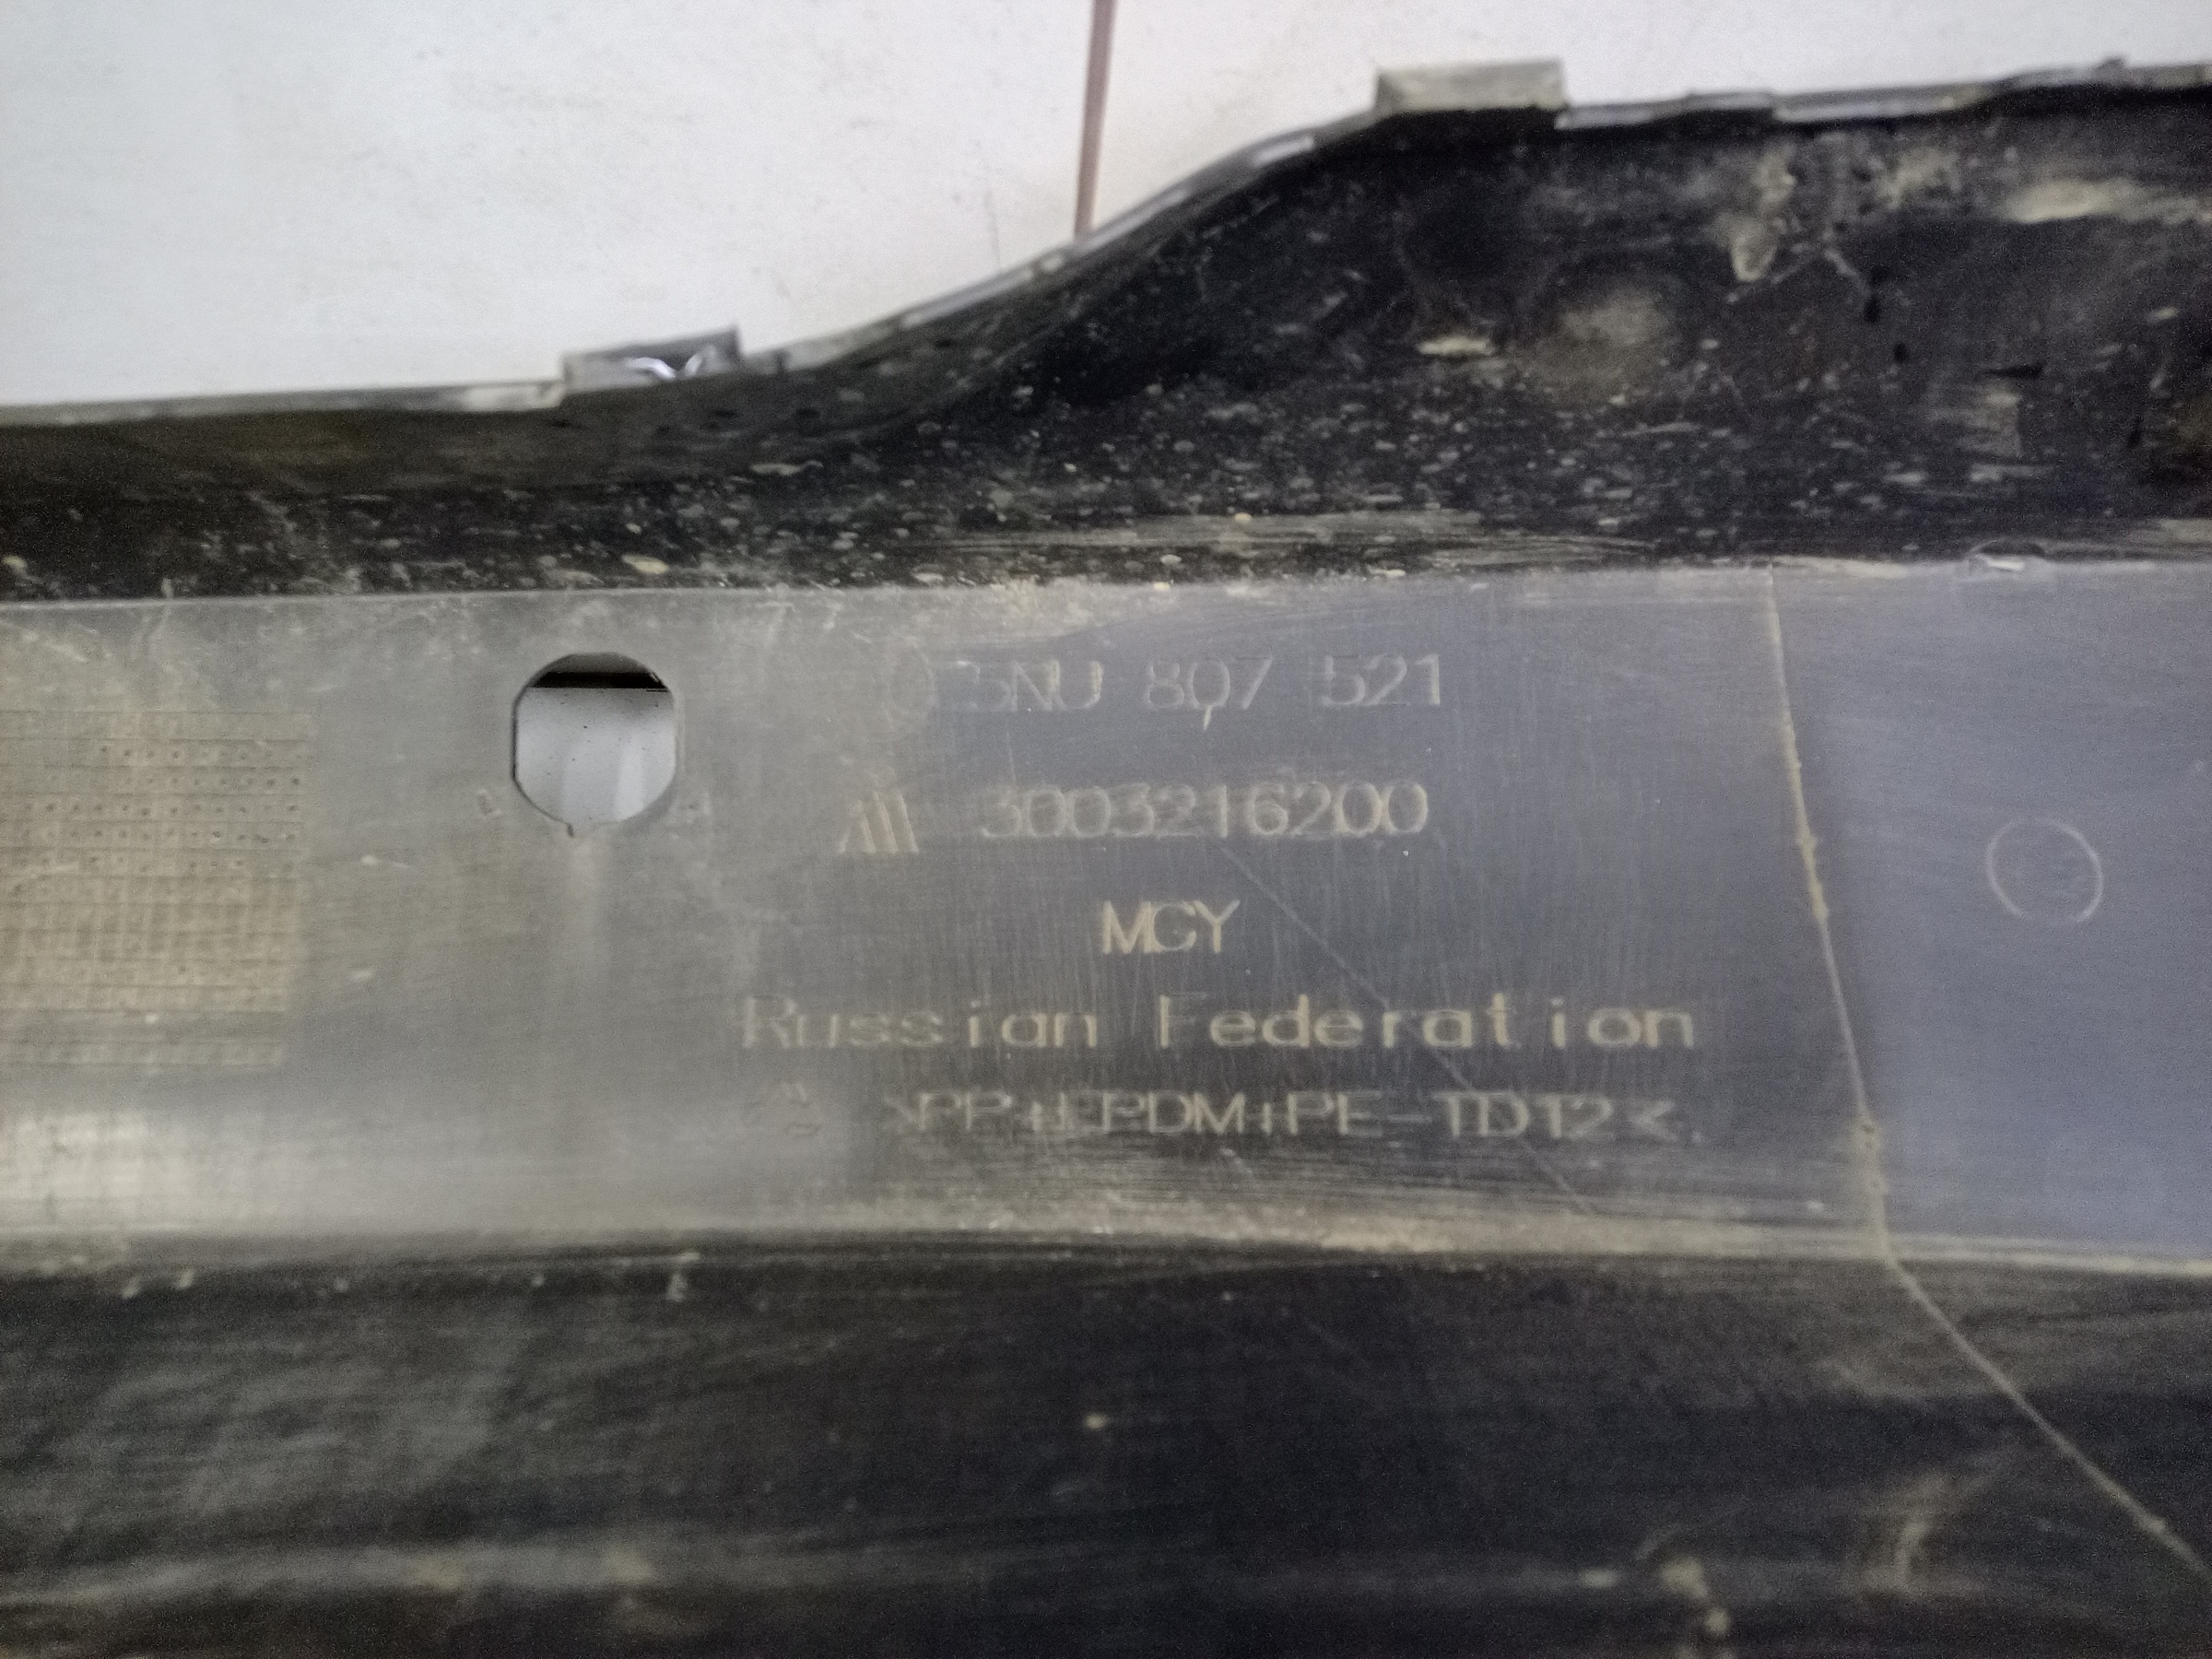 5NU 807 521
3003216200
MCY
Russian Federation
>PP+EPDM+PE-TD12<